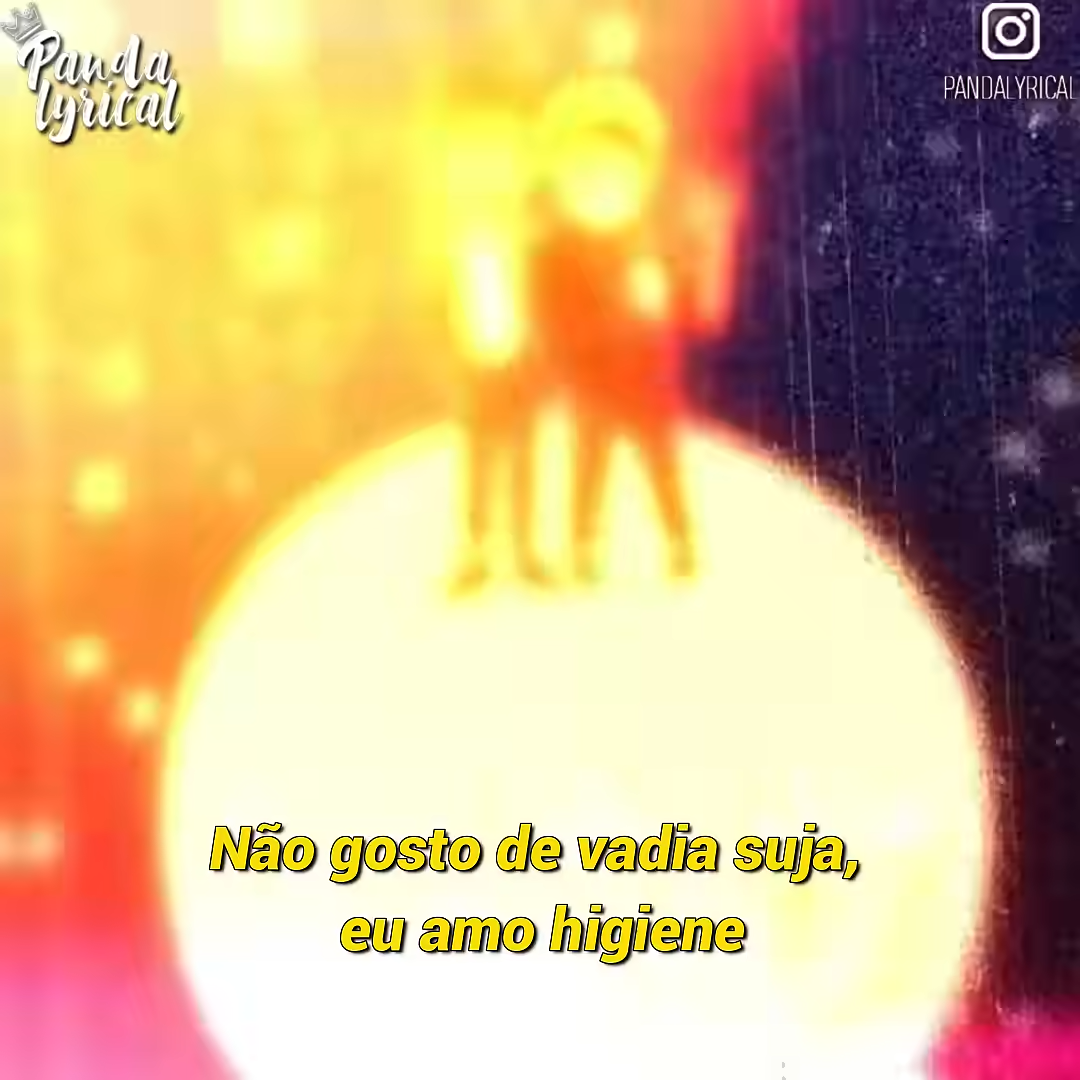 Panda
lyrical
PANDALYRICAL
Não gosto de vadia suja,
eu amo higiene